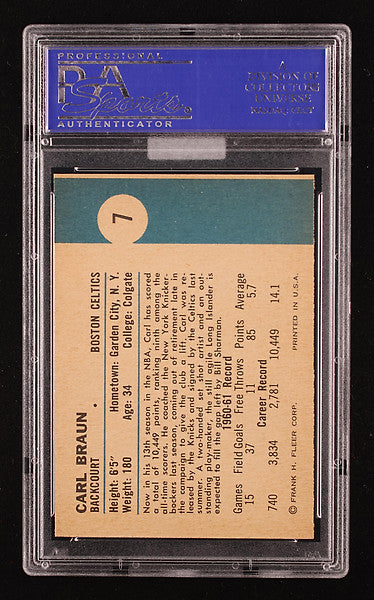 PROFESSIONAL
PSA
Sports
AUTHENTICATOR
A
DIVISION OF
COLLECTORS
UNIVERSE
NASDAQ: CLCT
7
CARL BRAUN
BACKCOURT • BOSTON CELTICS
Height: 6'5" Hometown: Garden City, N. Y.
Weight: 180 Age: 34 College: Colgate
Now in his 13th season in the NBA, Carl has scored
a total of 10,449 points, ranking ninth among the
all-time scorers. He coached the New York Knicker-
bockers last season, coming out of retirement late in
the campaign to give the club a lift. Carl was re-
leased by the Knicks and signed by the Celtics last
summer. A two-handed set shot artist and an out-
standing play-maker, the still agile Long Islander is
expected to fill the gap left by Bill Sharman.
1960-61 Record
Games Field Goals Free Throws Points Average
15 37 11 85 5.7
Career Record
740 3,834 2,781 10,449 14.1
© FRANK H. FLEER CORP. PRINTED IN U.S.A.